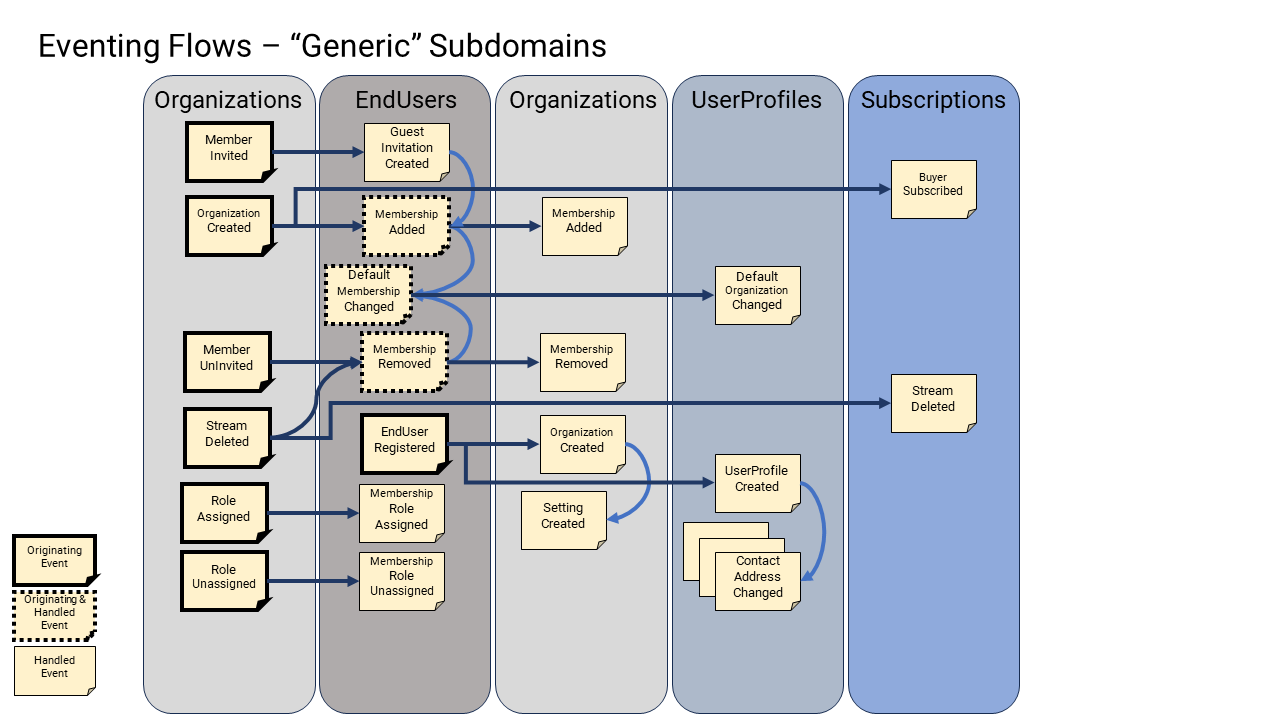 Eventing Flows – “Generic” Subdomains
Organizations
EndUsers
Organizations
UserProfiles
Subscriptions
Member
Invited
Guest
Invitation
Created
Buyer
Subscribed
Organization
Created
Membership
Added
Membership
Added
Default
Membership
Changed
Default
Organization
Changed
Member
UnInvited
Membership
Removed
Membership
Removed
Stream
Deleted
Stream
Deleted
EndUser
Registered
Organization
Created
UserProfile
Created
Role
Assigned
Membership
Role
Assigned
Setting
Created
Role
Unassigned
Membership
Role
Unassigned
Contact
Address
Changed
Originating
Event
Originating &
Handled
Event
Handled
Event